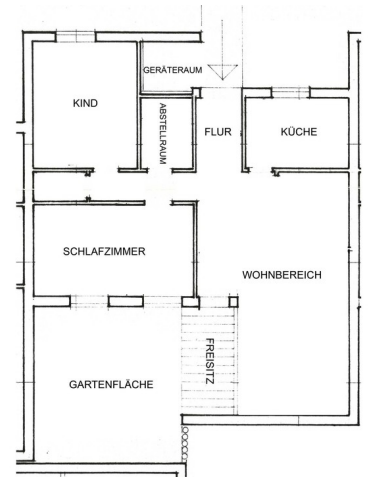 GERÄTERAUM
KIND
ABSTELLRAUM
FLUR
KÜCHE
SCHLAFZIMMER
WOHNBEREICH
FREISITZ
GARTENFLÄCHE